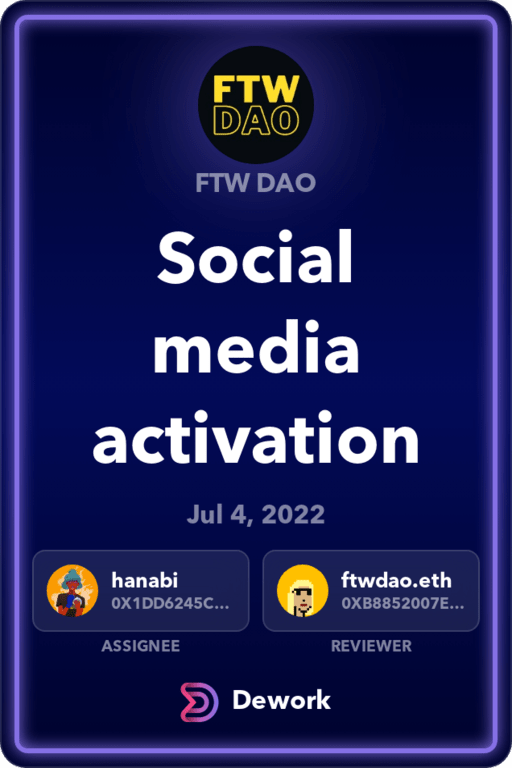 FTW
DAO
FTW DAO
Social
media
activation
Jul 4, 2022
hanabi
0X1DD6245C...
ASSIGNEE
ftwdao.eth
0XB8852007E...
REVIEWER
Dework